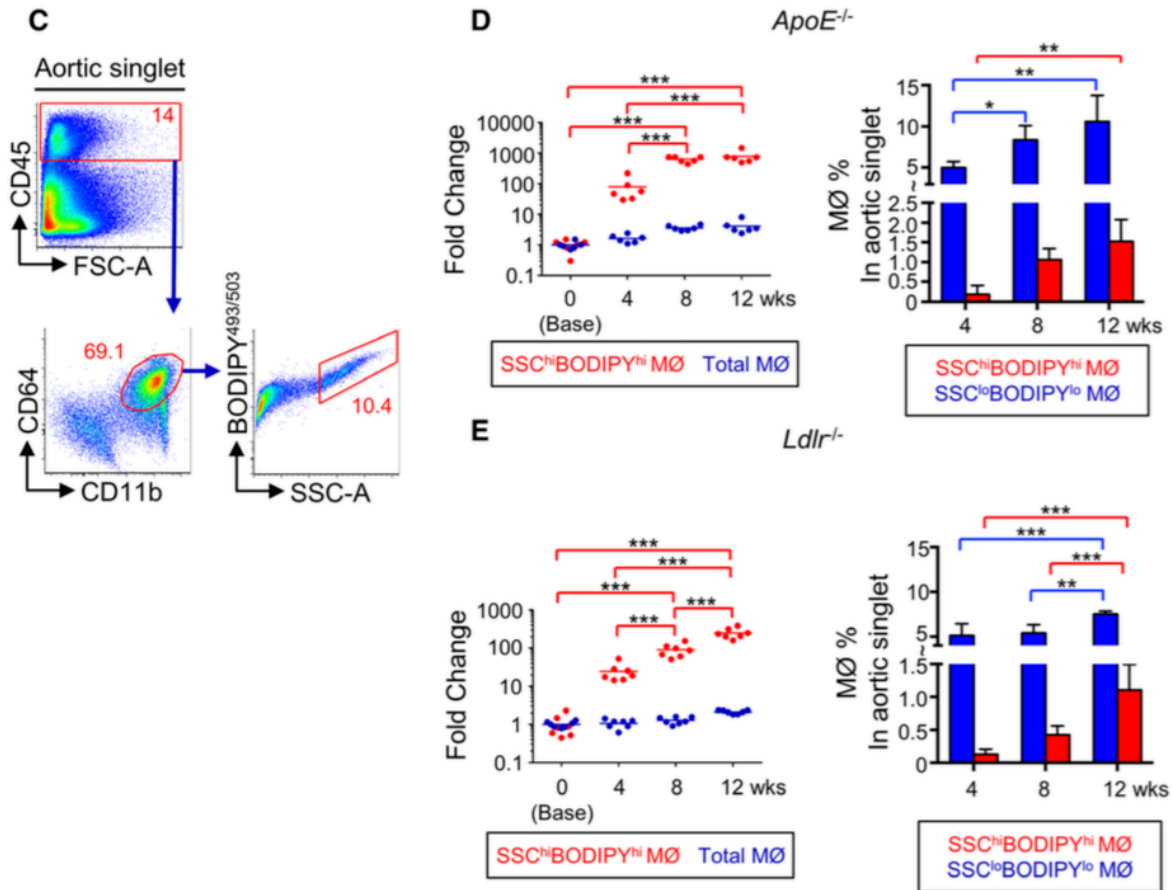 C
Aortic singlet
14
CD45
FSC-A
69.1
CD64
CD11b
BODIPY493/503
10.4
SSC-A
D
ApoE-/-
***
***
***
***
Fold Change
10000
1000
100
10
1
0.1
0
4
8
12 wks
(Base)
SSChiBODIPYhi MØ Total MØ
**
**
*
MØ %
In aortic singlet
15
10
5
~
2.5
2.0
1.5
1.0
0.5
0
4
8
12 wks
SSChiBODIPYhi MØ
SSCloBODIPYlo MØ
E
Ldlr-/-
***
***
***
***
***
Fold Change
1000
100
10
1
0.1
0
4
8
12 wks
(Base)
SSChiBODIPYhi MØ Total MØ
***
***
***
**
MØ %
In aortic singlet
15
5
~
1.5
1.0
0.5
0
4
8
12 wks
SSChiBODIPYhi MØ
SSCloBODIPYlo MØ